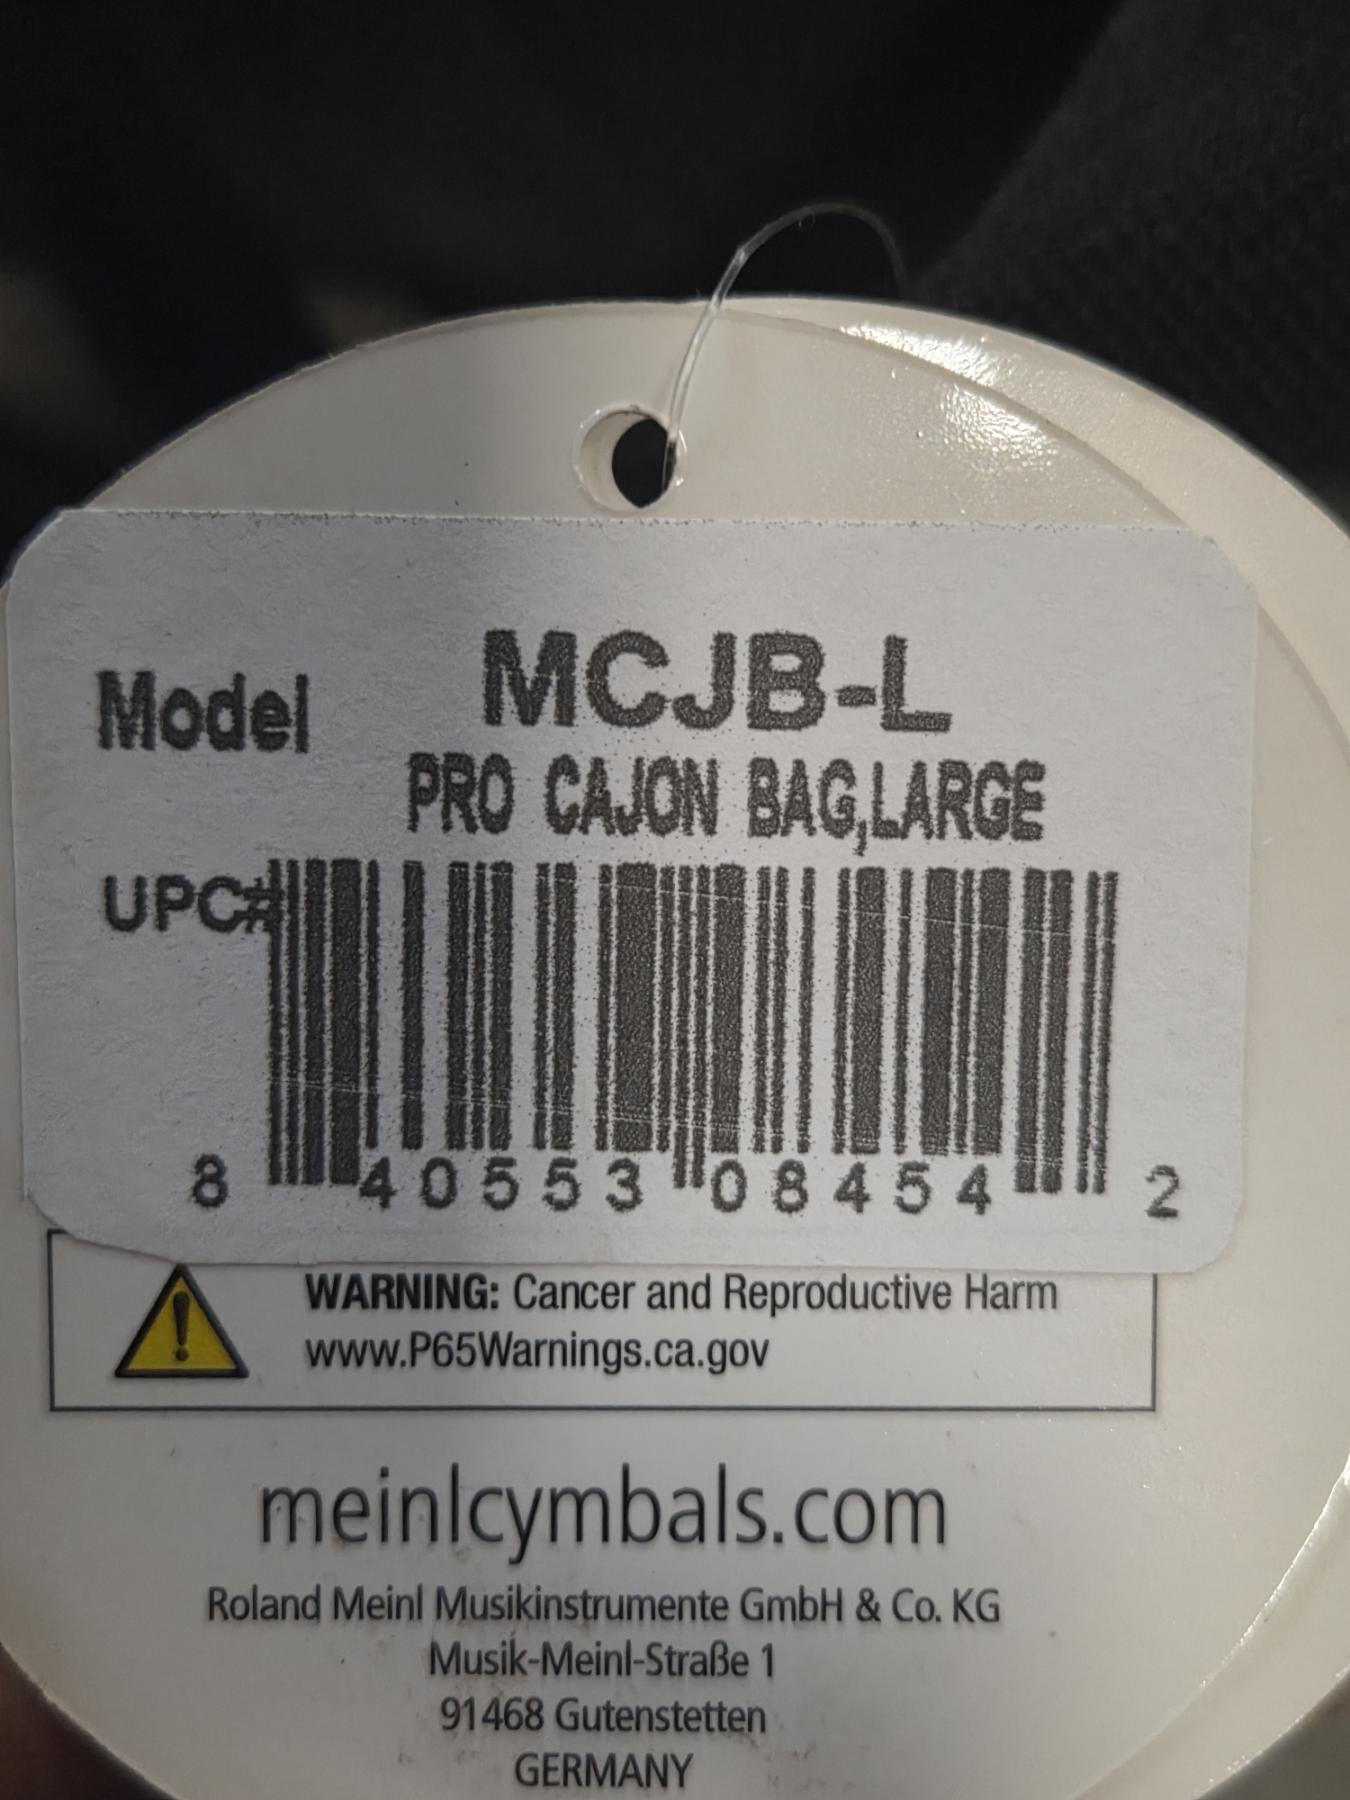 Model MCJB-L
PRO CAJON BAG,LARGE
UPC#
8 40553 08454 2
WARNING: Cancer and Reproductive Harm
www.P65Warnings.ca.gov
meinlcymbals.com
Roland Meinl Musikinstrumente GmbH & Co. KG
Musik-Meinl-Straße 1
91468 Gutenstetten
GERMANY